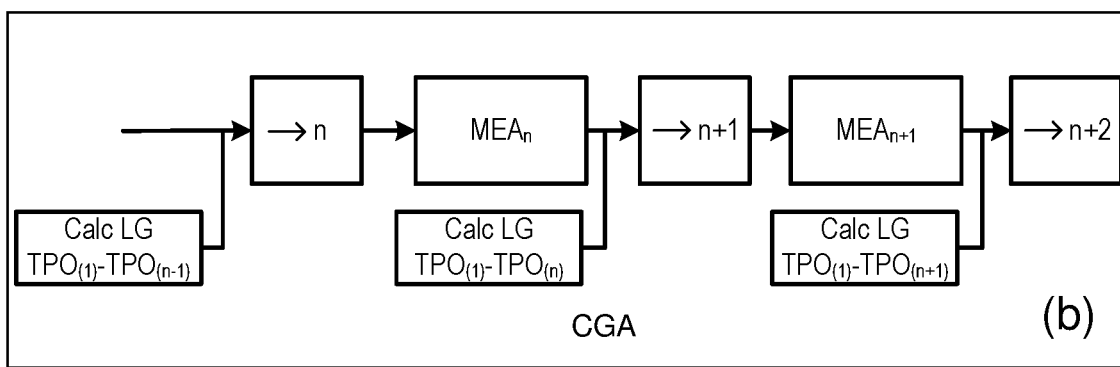 → n
MEAₙ
→ n+1
MEAₙ₊₁
→ n+2
Calc LG
TPO₍₁₎-TPO₍ₙ₋₁₎
Calc LG
TPO₍₁₎-TPO₍ₙ₎
Calc LG
TPO₍₁₎-TPO₍ₙ₊₁₎
CGA
(b)